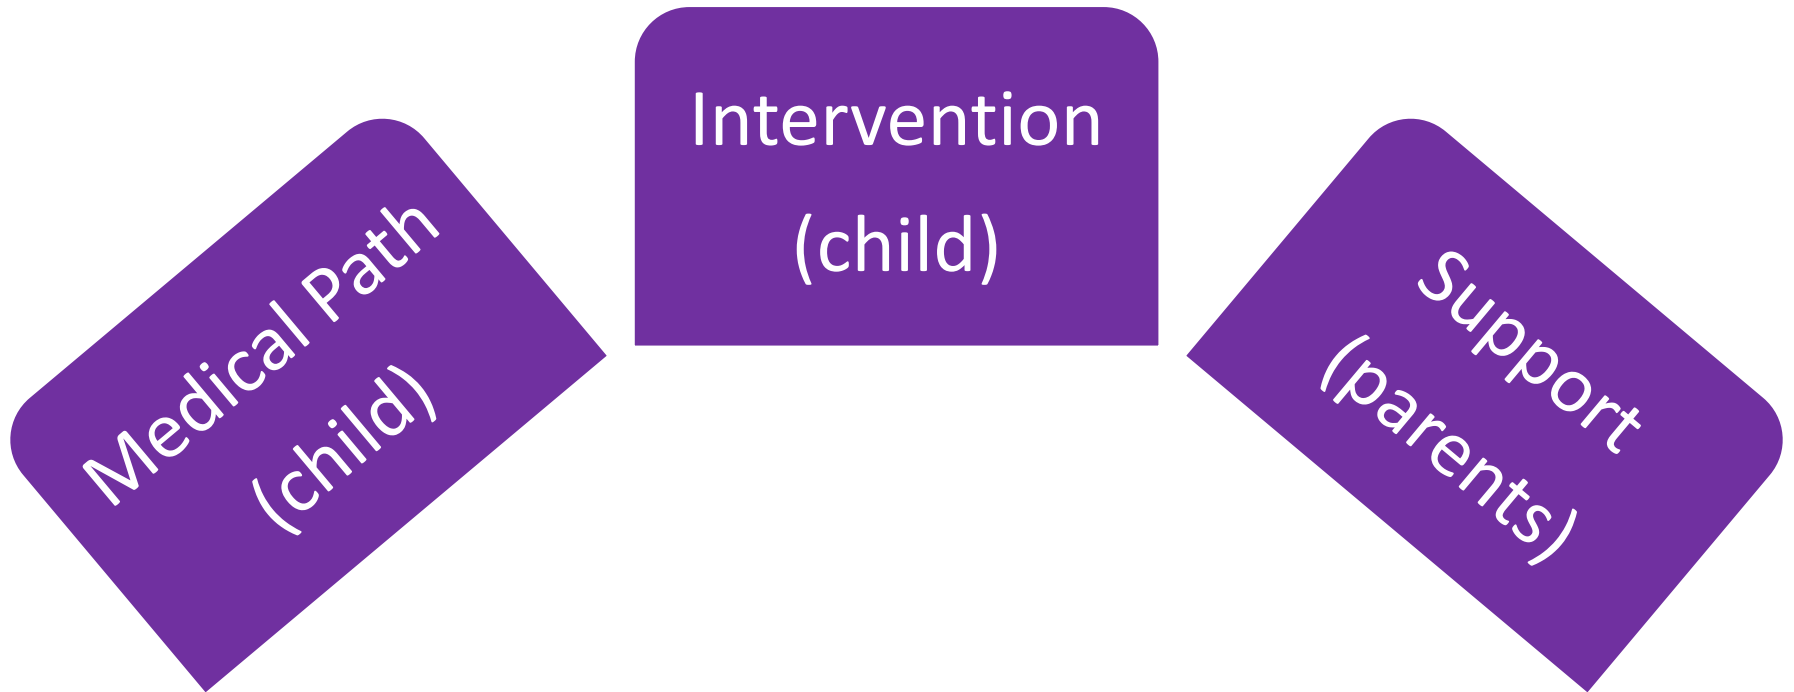 Medical Path
(child)
Intervention
(child)
Support
(parents)